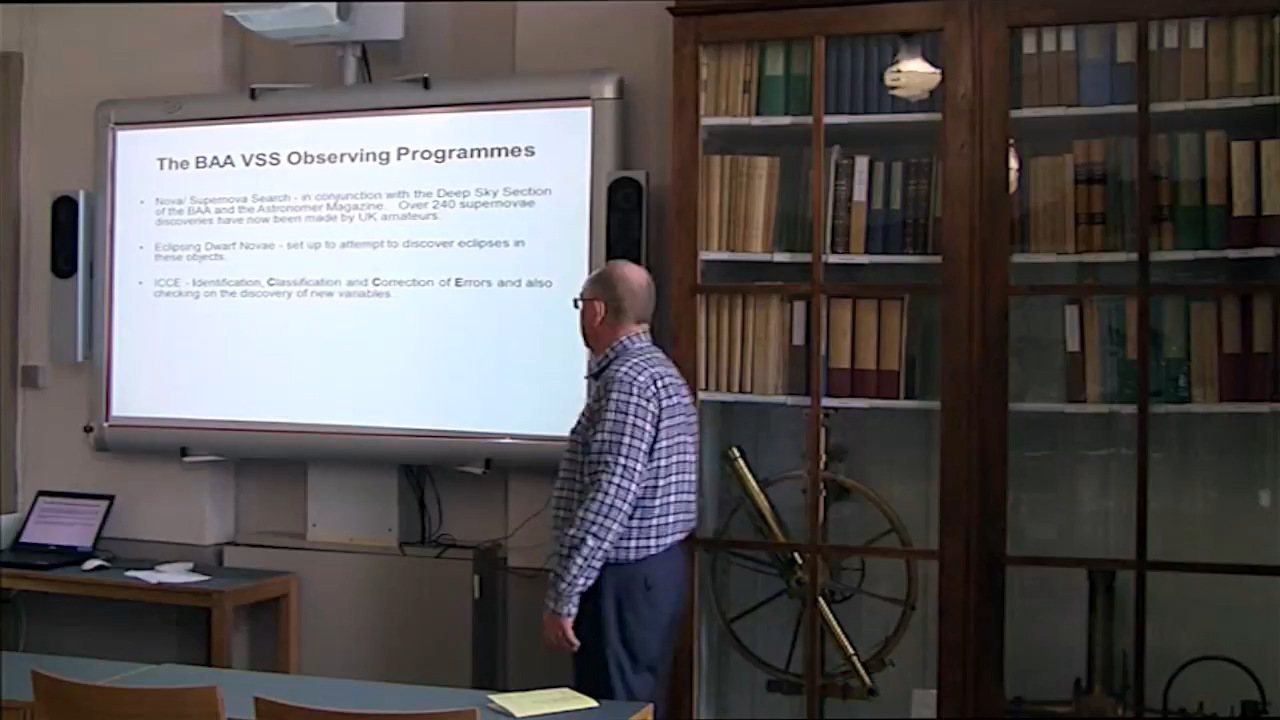 The BAA VSS Observing Programmes
• Nova/ Supernova Search - in conjunction with the Deep Sky Section
of the BAA and the Astronomer Magazine. Over 240 supernovae
discoveries have now been made by UK amateurs.
• Eclipsing Dwarf Novae - set up to attempt to discover eclipses in
these objects.
• ICCE - Identification, Classification and Correction of Errors and also
checking on the discovery of new variables.